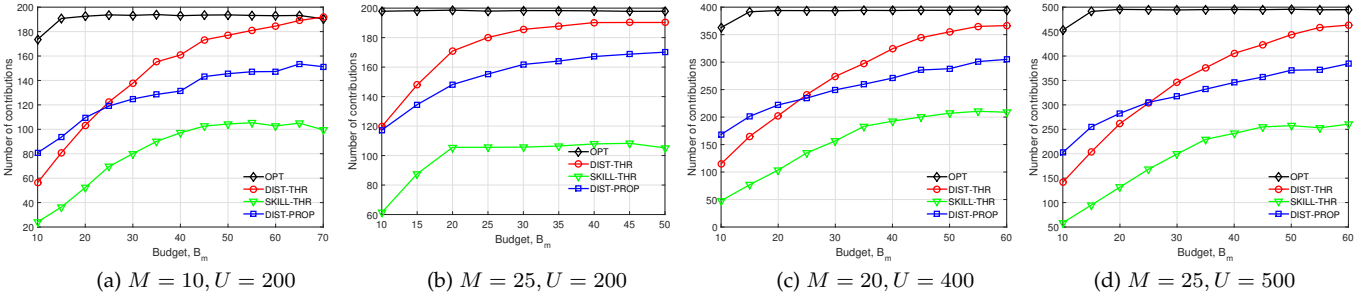 Number of contributions
200
180
160
140
120
100
80
60
40
20
10 20 30 40 50 60 70
Budget, B_m
OPT
DIST-THR
SKILL-THR
DIST-PROP
(a) M = 10, U = 200
Number of contributions
200
180
160
140
120
100
80
60
10 15 20 25 30 35 40 45 50
Budget, B_m
OPT
DIST-THR
SKILL-THR
DIST-PROP
(b) M = 25, U = 200
Number of contributions
400
350
300
250
200
150
100
50
0
10 20 30 40 50 60
Budget, B_m
OPT
DIST-THR
SKILL-THR
DIST-PROP
(c) M = 20, U = 400
Number of contributions
500
450
400
350
300
250
200
150
100
50
10 20 30 40 50 60
Budget, B_m
OPT
DIST-THR
SKILL-THR
DIST-PROP
(d) M = 25, U = 500